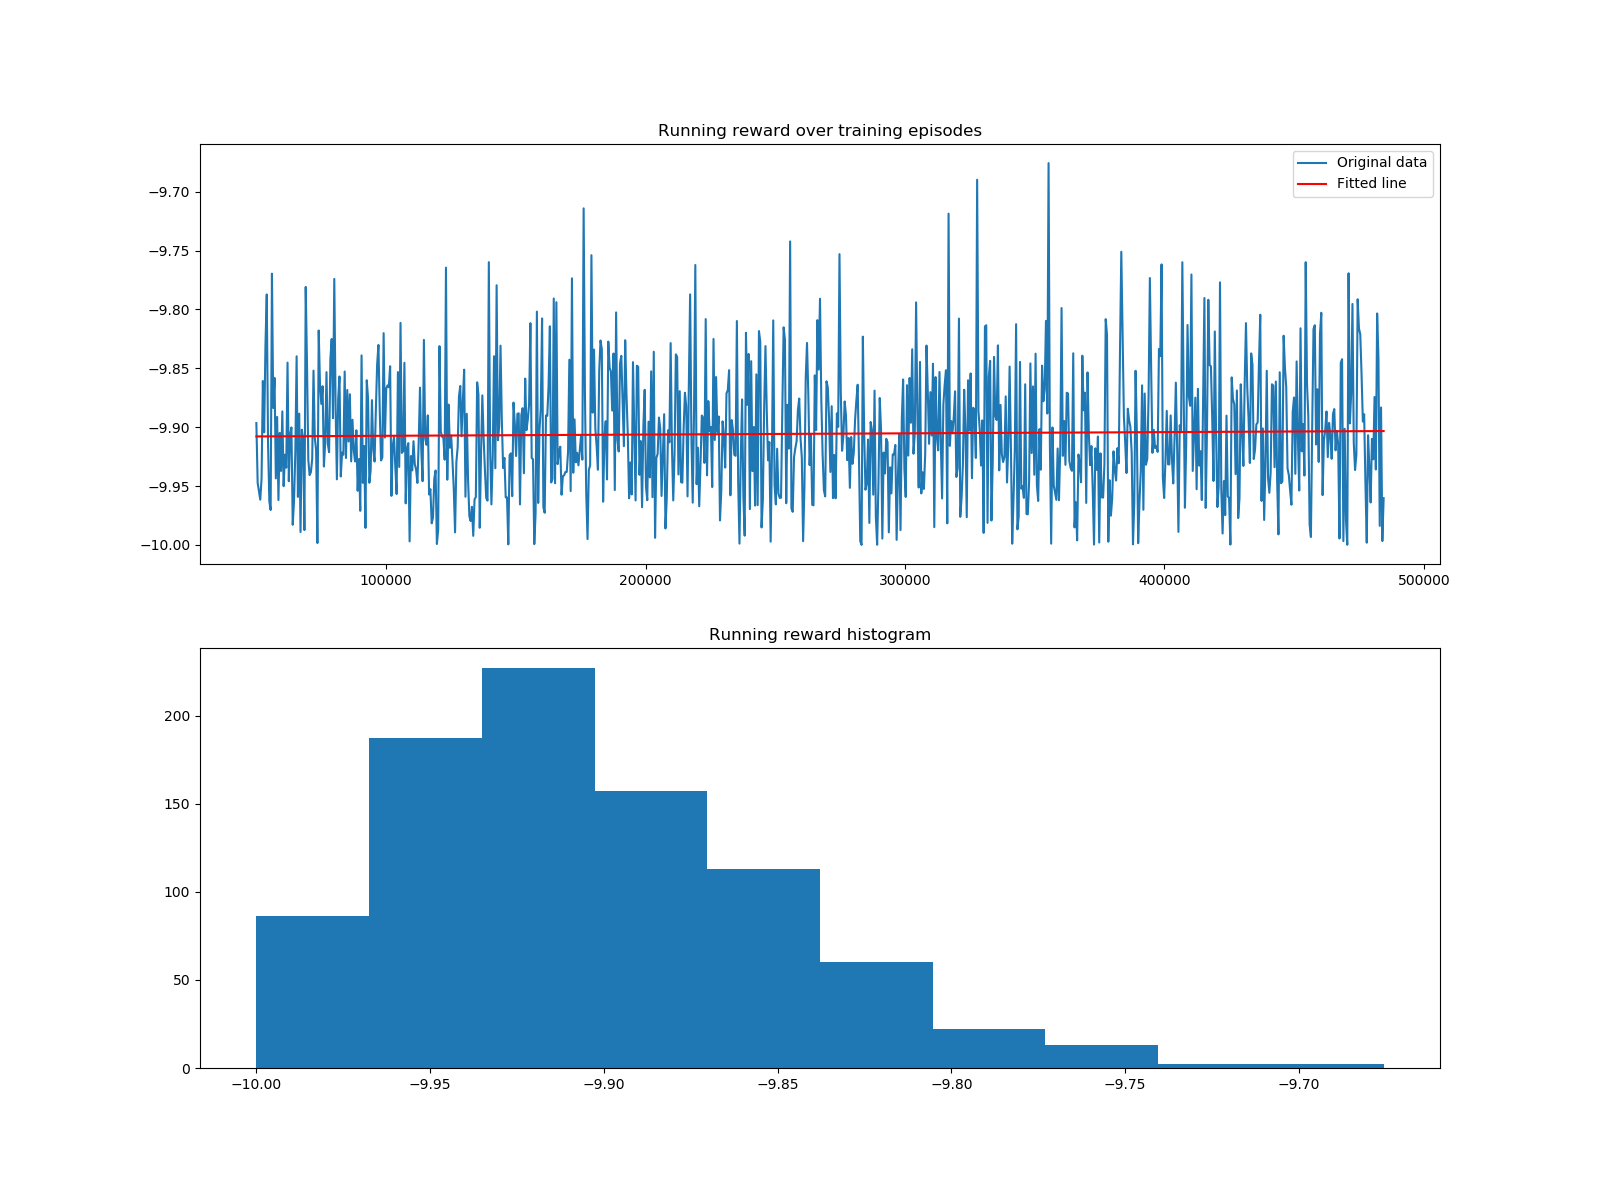 Running reward over training episodes
Original data
Fitted line
−9.70
−9.75
−9.80
−9.85
−9.90
−9.95
−10.00
100000 200000 300000 400000 500000
Running reward histogram
200
150
100
50
0
−10.00 −9.95 −9.90 −9.85 −9.80 −9.75 −9.70